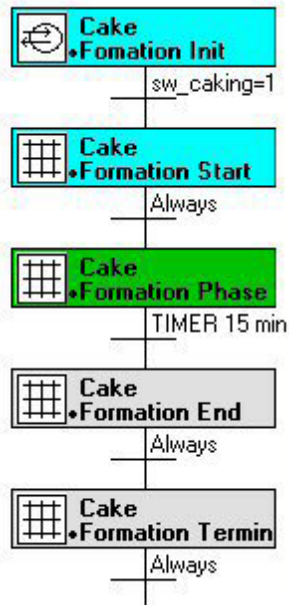 Cake
•Fomation Init
sw_caking=1
Cake
•Formation Start
Always
Cake
•Formation Phase
TIMER 15 min
Cake
•Formation End
Always
Cake
•Formation Termin
Always